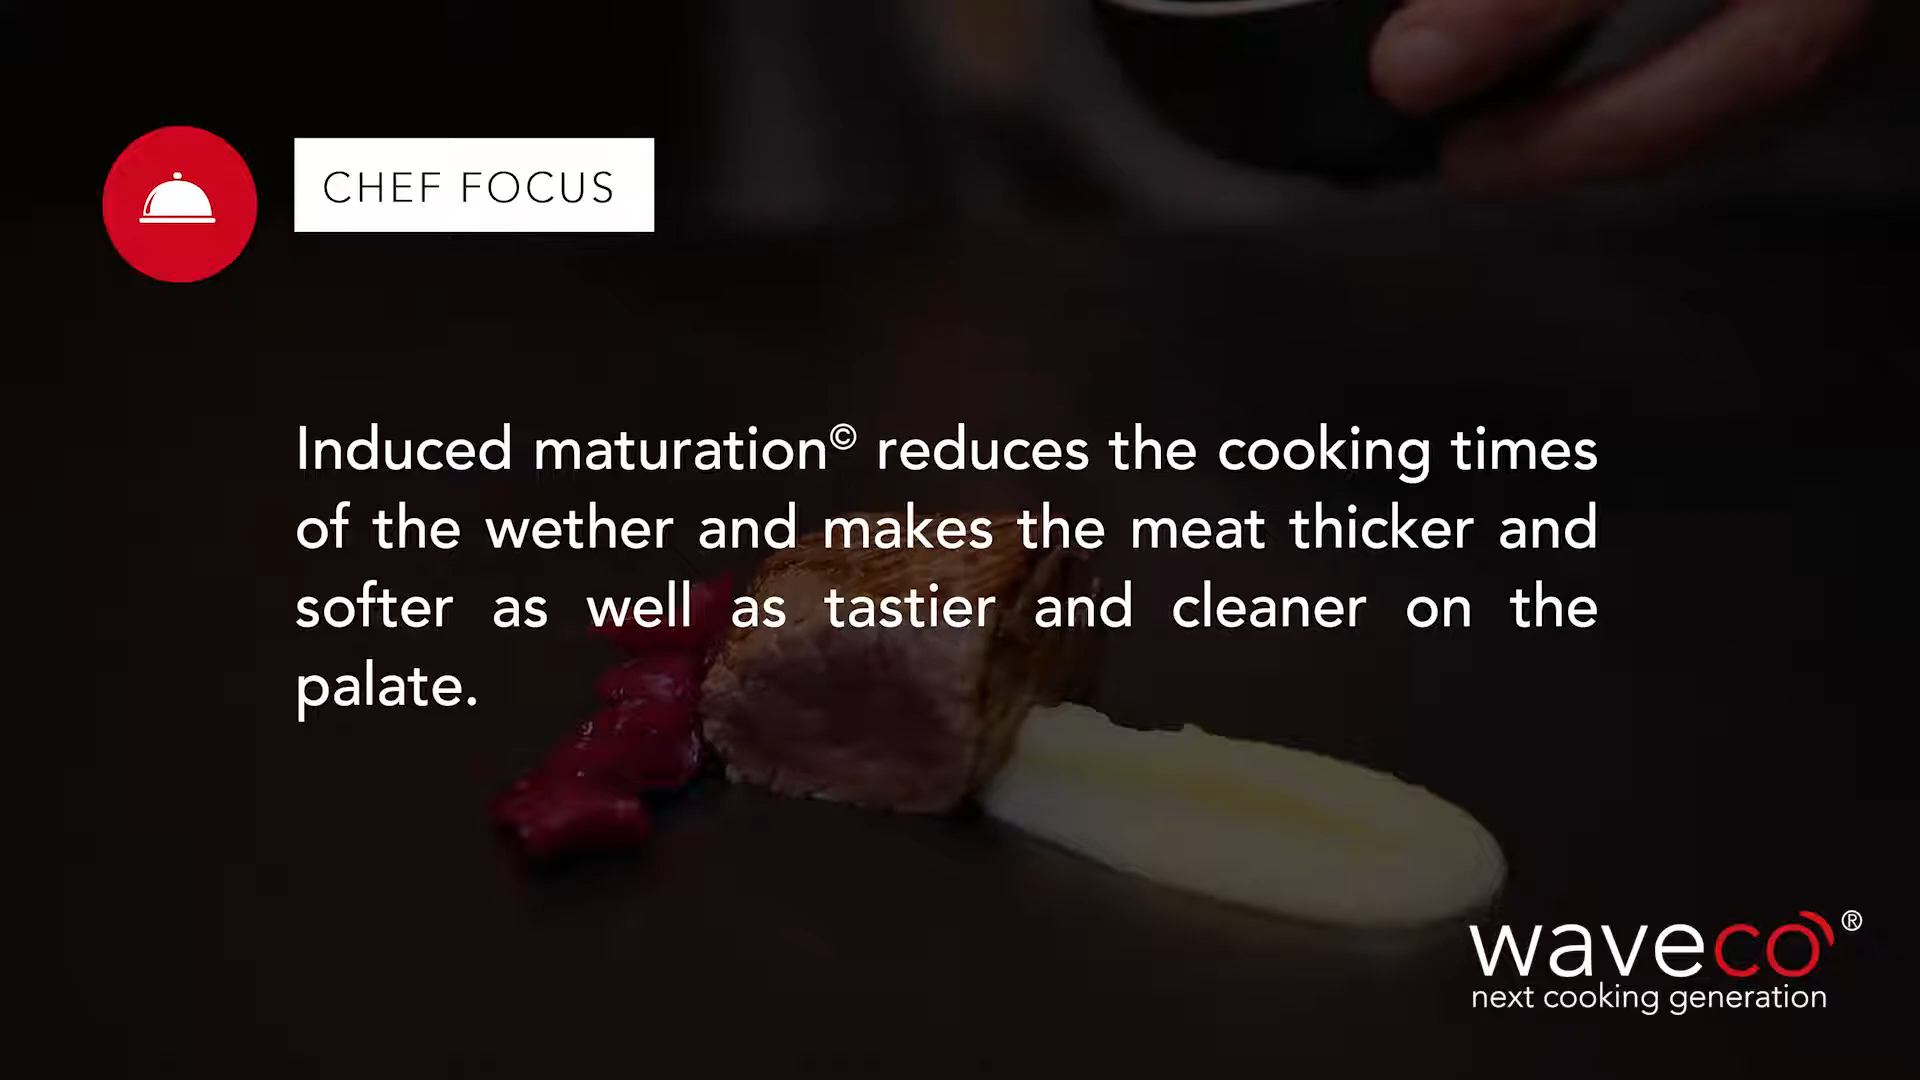 CHEF FOCUS
Induced maturation© reduces the cooking times
of the wether and makes the meat thicker and
softer as well as tastier and cleaner on the
palate.
waveco®
next cooking generation